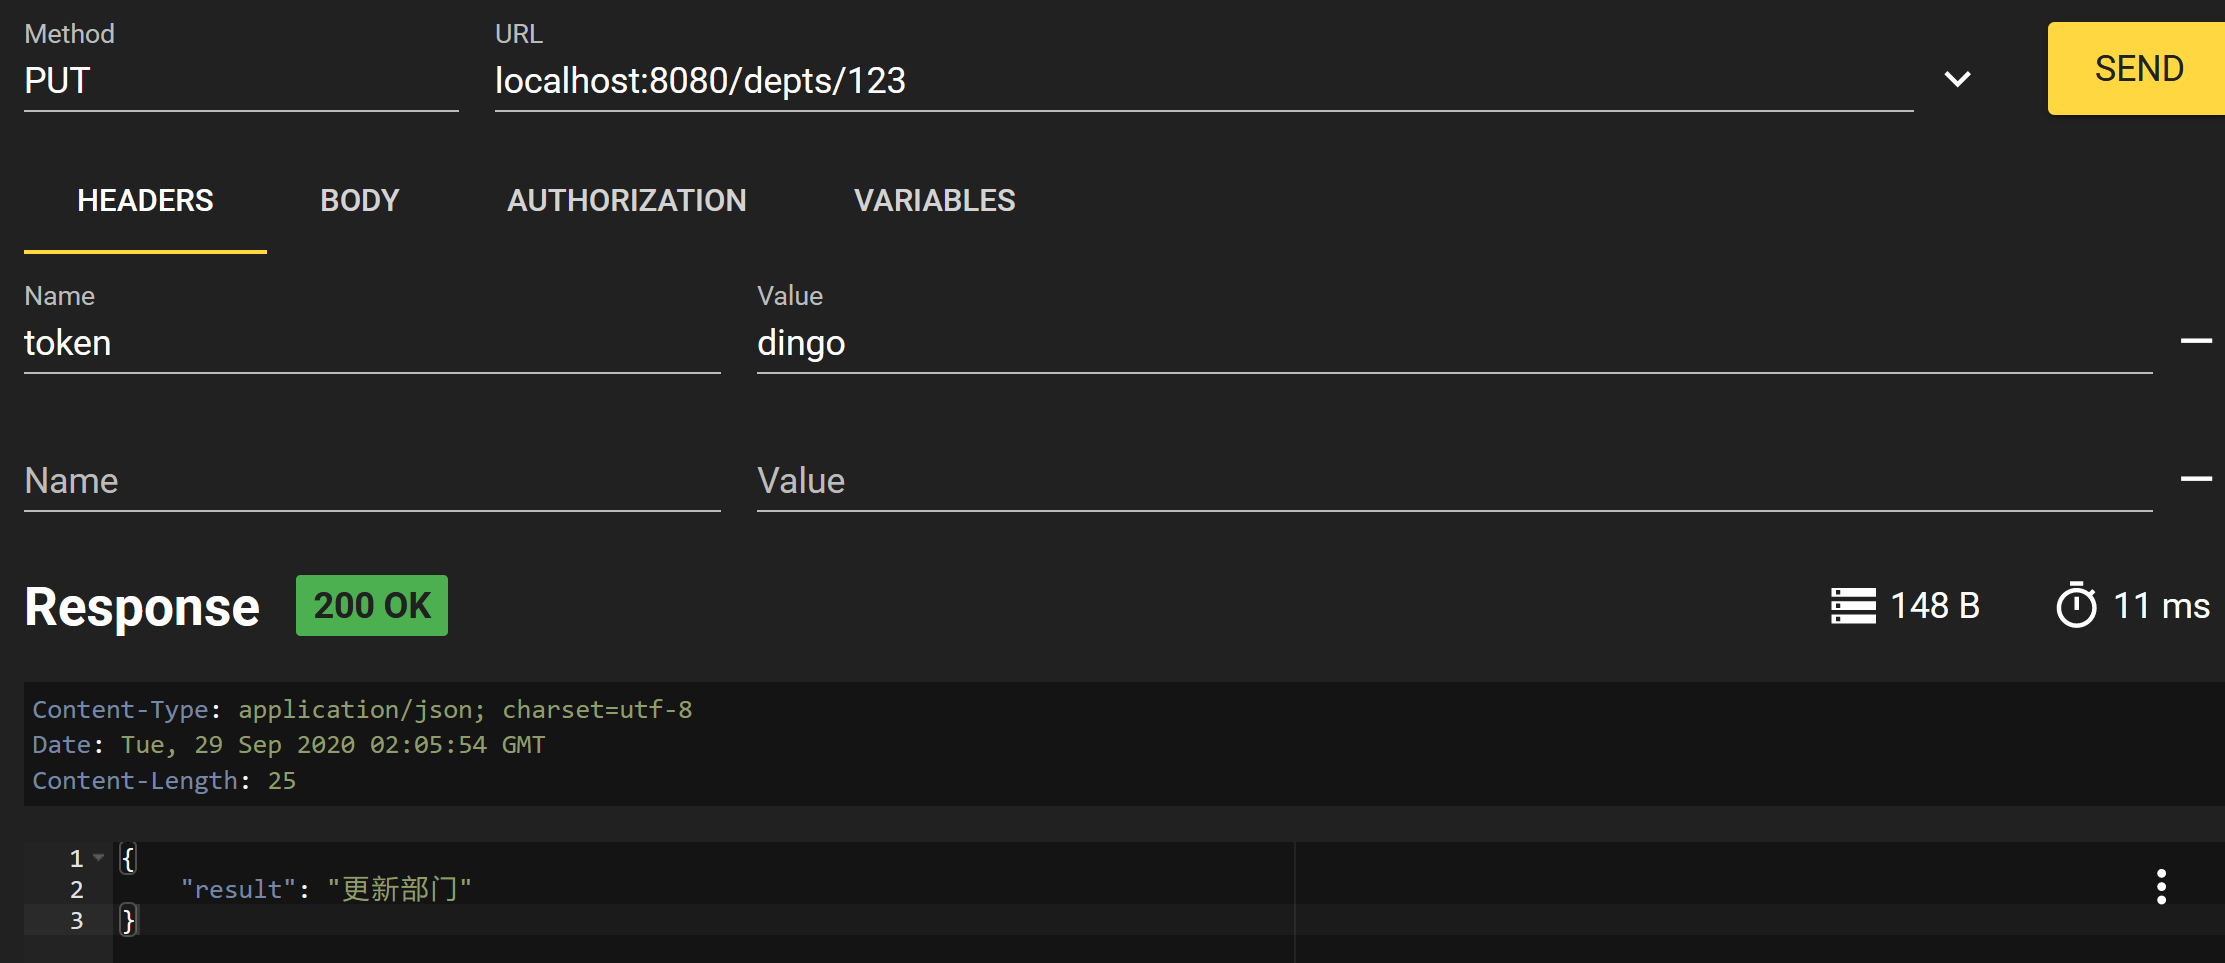 Method
URL
PUT
localhost:8080/depts/123
SEND
HEADERS
BODY
AUTHORIZATION
VARIABLES
Name
Value
token
dingo
Name
Value
Response
200 OK
148 B
11 ms
Content-Type: application/json; charset=utf-8
Date: Tue, 29 Sep 2020 02:05:54 GMT
Content-Length: 25
1 {
2 "result": "更新部门"
3 }